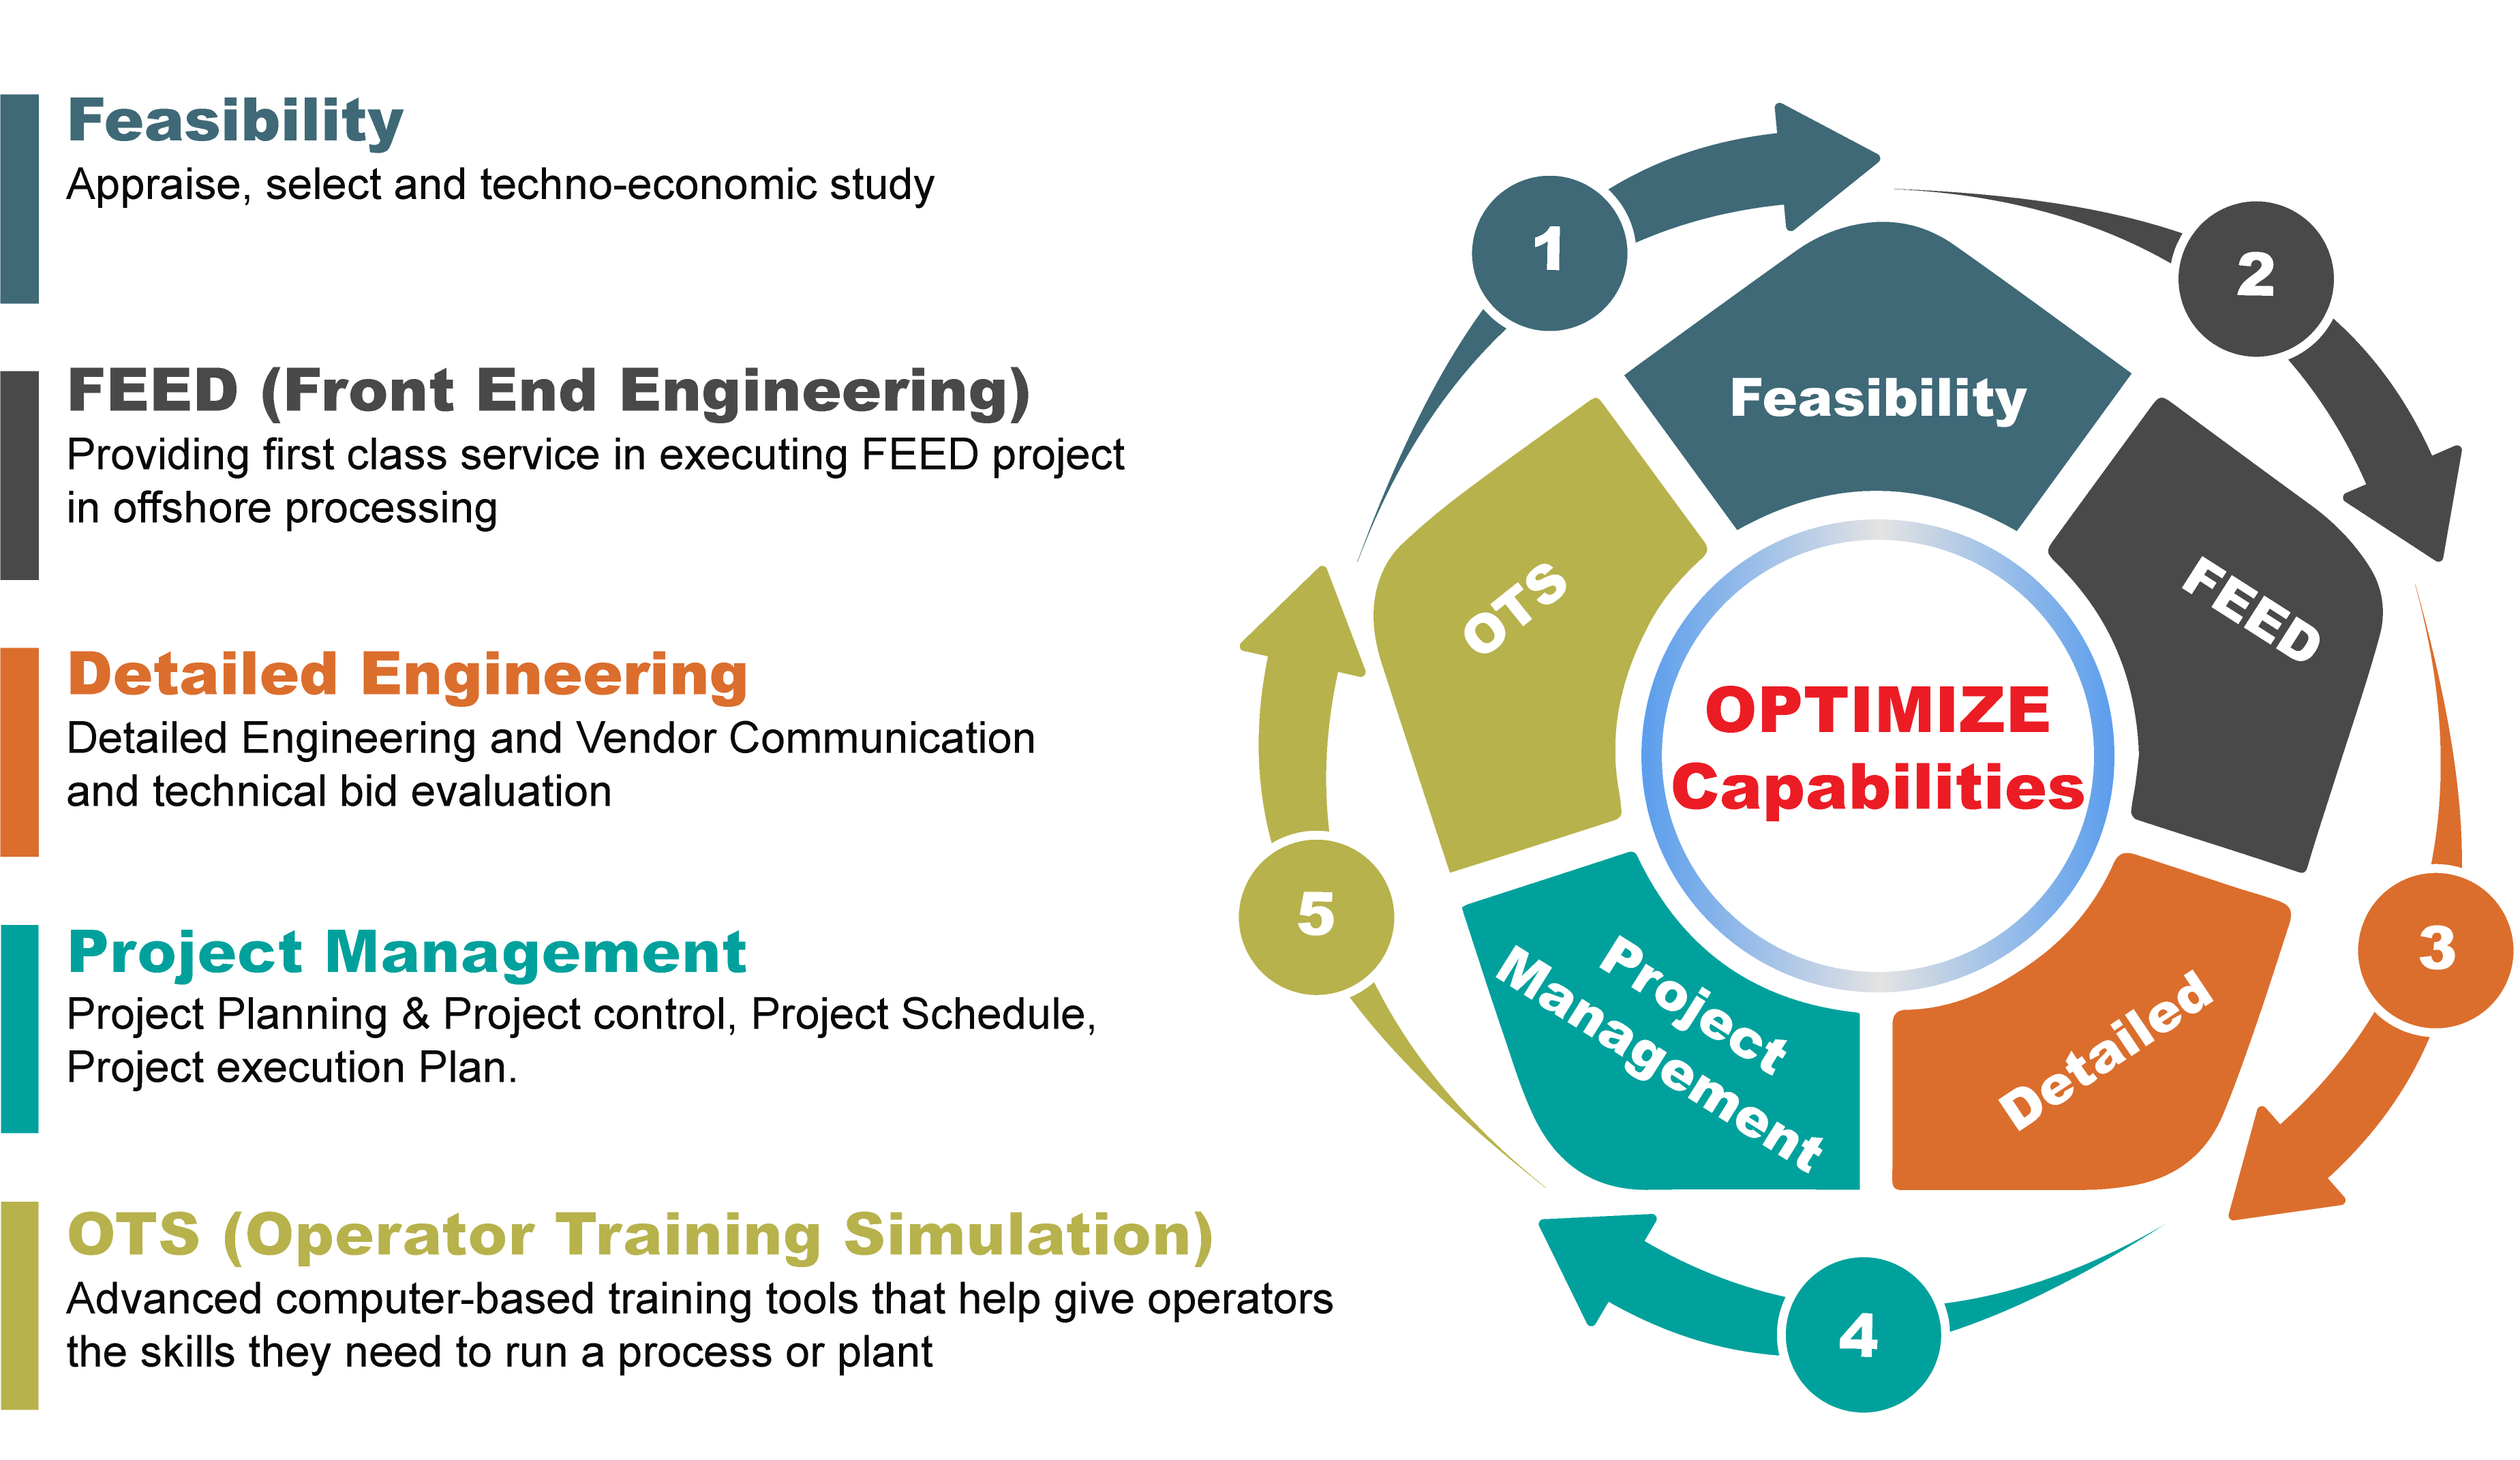 Feasibility
Appraise, select and techno-economic study
FEED (Front End Engineering)
Providing first class service in executing FEED project
in offshore processing
Detailed Engineering
Detailed Engineering and Vendor Communication
and technical bid evaluation
Project Management
Project Planning & Project control, Project Schedule,
Project execution Plan.
OTS (Operator Training Simulation)
Advanced computer-based training tools that help give operators
the skills they need to run a process or plant
1
2
3
4
5
Feasibility
FEED
Detailed
Project
Management
OTS
OPTIMIZE
Capabilities